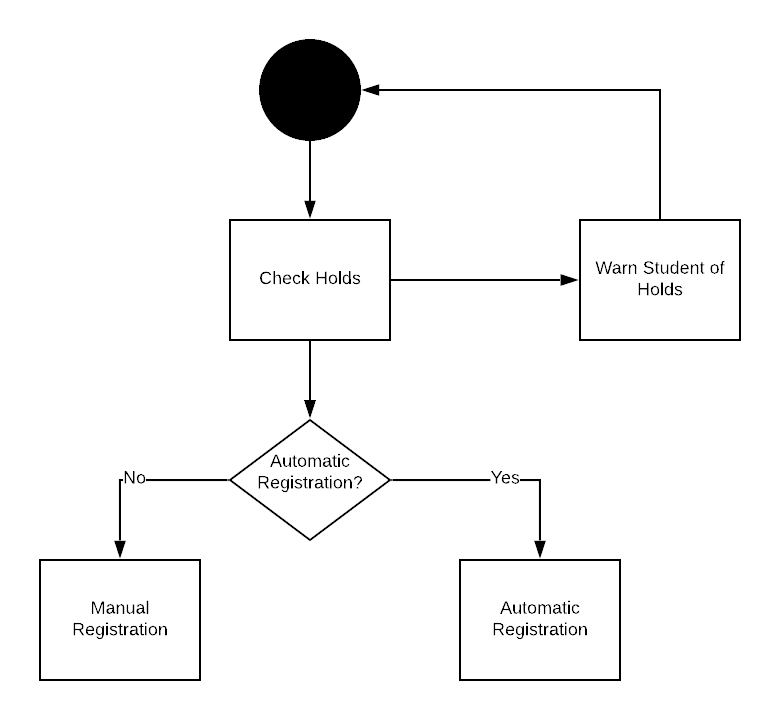 Check Holds
Warn Student of
Holds
Automatic
Registration?
No
Yes
Manual
Registration
Automatic
Registration